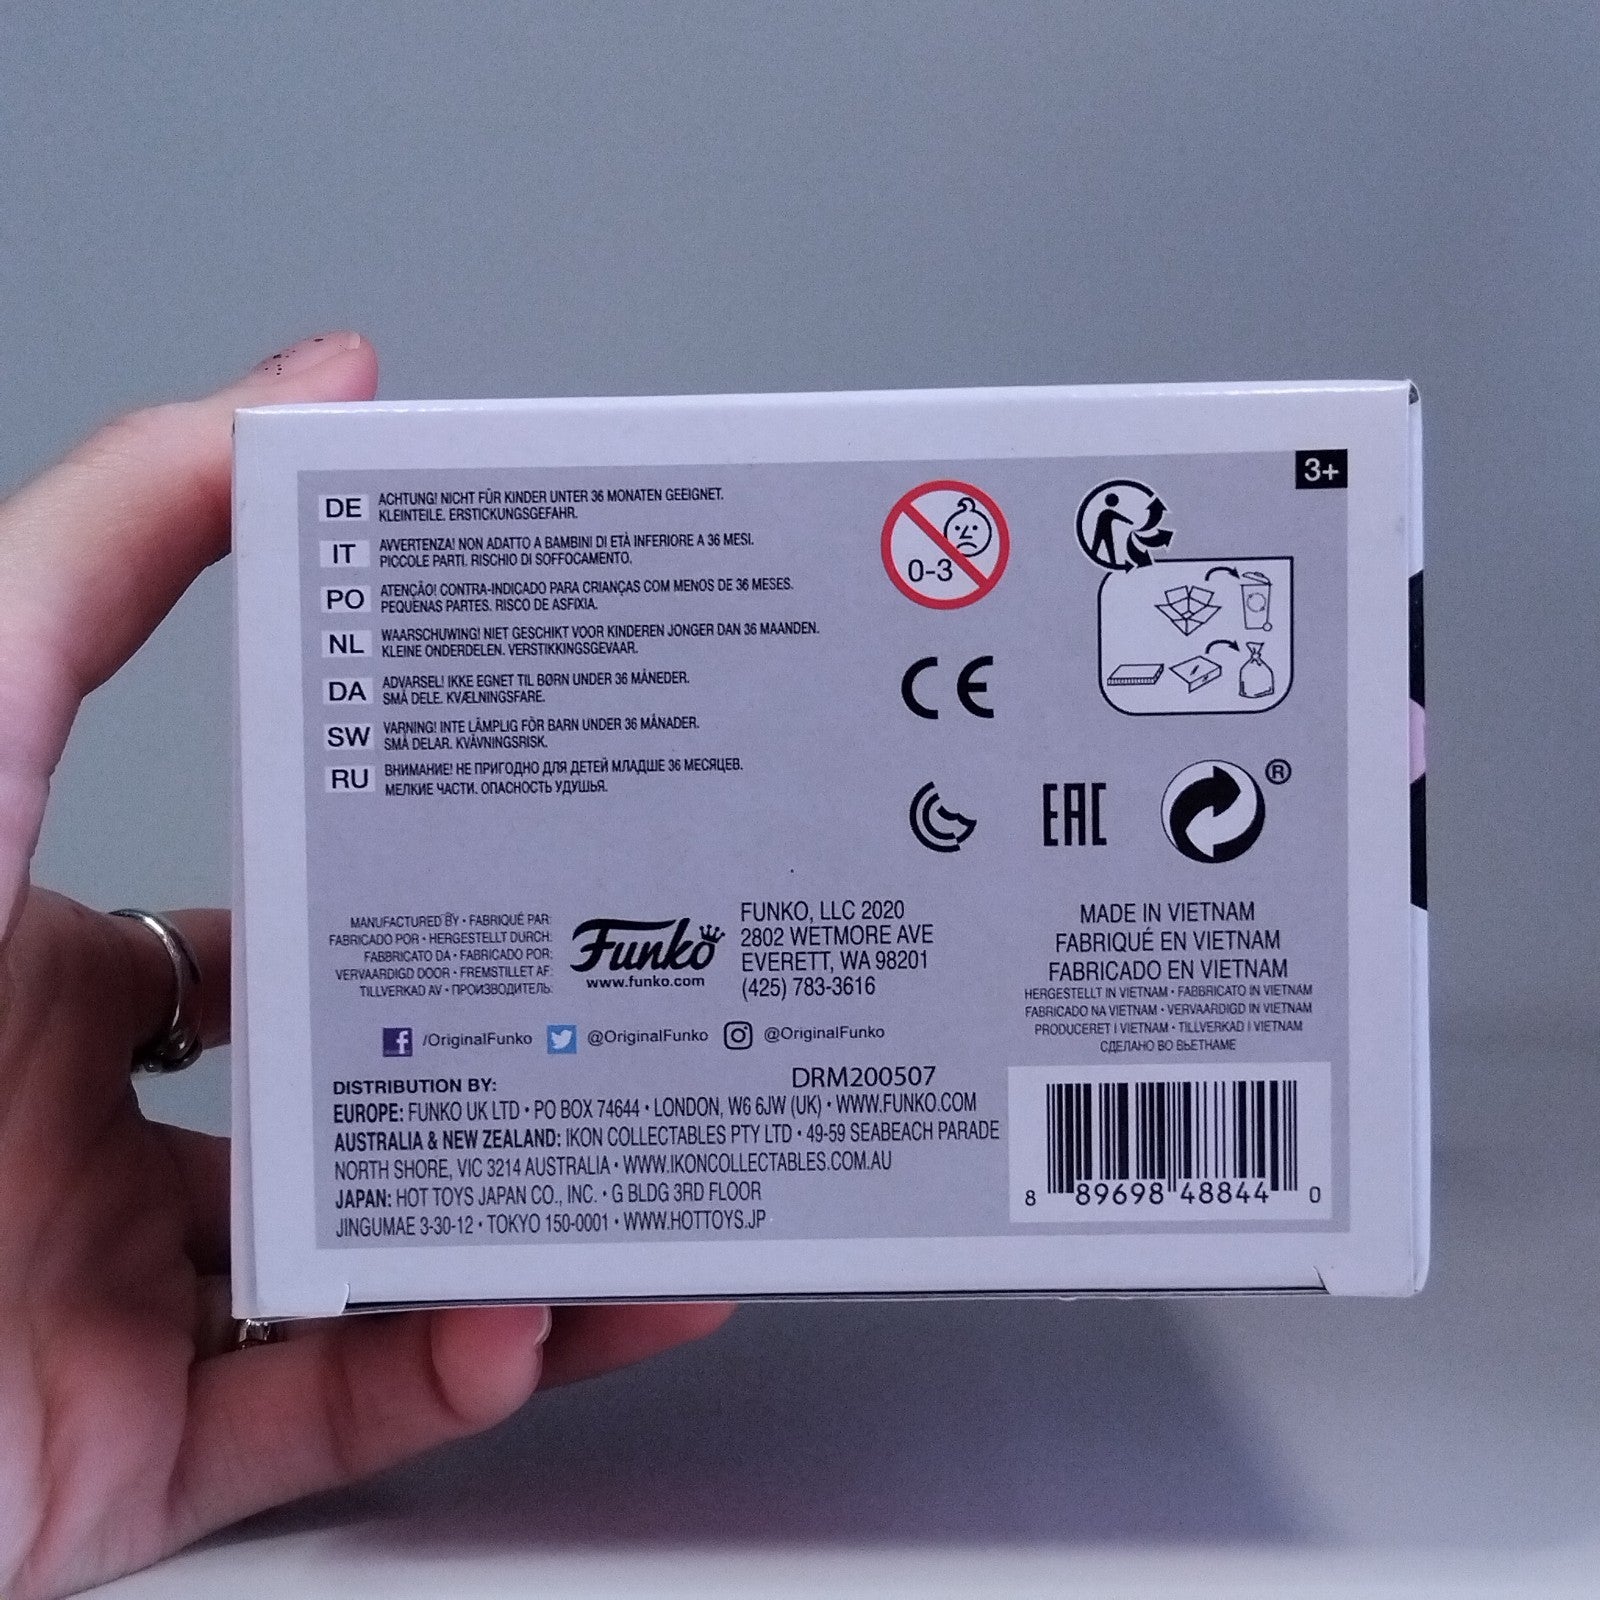 3+
DE ACHTUNG! NICHT FÜR KINDER UNTER 36 MONATEN GEEIGNET.
KLEINTEILE. ERSTICKUNGSGEFAHR.
IT AVVERTENZA! NON ADATTO A BAMBINI DI ETÀ INFERIORE A 36 MESI.
PICCOLE PARTI. RISCHIO DI SOFFOCAMENTO.
PO ATENÇÃO! CONTRA-INDICADO PARA CRIANÇAS COM MENOS DE 36 MESES.
PEQUENAS PARTES. RISCO DE ASFIXIA.
NL WAARSCHUWING! NIET GESCHIKT VOOR KINDEREN JONGER DAN 36 MAANDEN.
KLEINE ONDERDELEN. VERSTIKKINGSGEVAAR.
DA ADVARSEL! IKKE EGNET TIL BØRN UNDER 36 MÅNEDER.
SMÅ DELE. KVÆLNINGSFARE.
SW VARNING! INTE LÄMPLIG FÖR BARN UNDER 36 MÅNADER.
SMÅ DELAR. KVÄVNINGSRISK.
RU ВНИМАНИЕ! НЕ ПРИГОДНО ДЛЯ ДЕТЕЙ МЛАДШЕ 36 МЕСЯЦЕВ.
МЕЛКИЕ ЧАСТИ. ОПАСНОСТЬ УДУШЬЯ.
0-3
CE
EAC
®
MANUFACTURED BY • FABRIQUÉ PAR:
FABRICADO POR • HERGESTELLT DURCH:
FABBRICATO DA • FABRICADO POR:
VERVAARDIGD DOOR • FREMSTILLET AF:
TILLVERKAD AV • ПРОИЗВОДИТЕЛЬ:
Funko
www.funko.com
FUNKO, LLC 2020
2802 WETMORE AVE
EVERETT, WA 98201
(425) 783-3616
MADE IN VIETNAM
FABRIQUÉ EN VIETNAM
FABRICADO EN VIETNAM
HERGESTELLT IN VIETNAM • FABBRICATO IN VIETNAM
FABRICADO NA VIETNAM • VERVAARDIGD IN VIETNAM
PRODUCERET I VIETNAM • TILLVERKAD I VIETNAM
СДЕЛАНО ВО ВЬЕТНАМЕ
/OriginalFunko @OriginalFunko @OriginalFunko
DRM200507
DISTRIBUTION BY:
EUROPE: FUNKO UK LTD • PO BOX 74644 • LONDON, W6 6JW (UK) • WWW.FUNKO.COM
AUSTRALIA & NEW ZEALAND: IKON COLLECTABLES PTY LTD • 49-59 SEABEACH PARADE
NORTH SHORE, VIC 3214 AUSTRALIA • WWW.IKONCOLLECTABLES.COM.AU
JAPAN: HOT TOYS JAPAN CO., INC. • G BLDG 3RD FLOOR
JINGUMAE 3-30-12 • TOKYO 150-0001 • WWW.HOTTOYS.JP
8 89698 48844 0